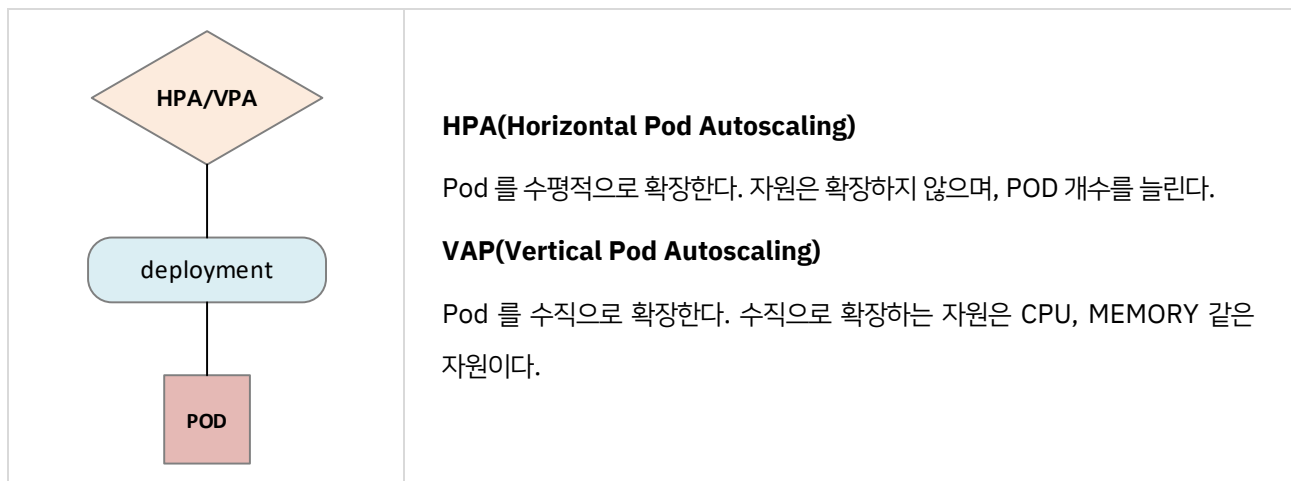 HPA/VPA
deployment
POD
HPA(Horizontal Pod Autoscaling)
Pod 를 수평적으로 확장한다. 자원은 확장하지 않으며, POD 개수를 늘린다.
VAP(Vertical Pod Autoscaling)
Pod 를 수직으로 확장한다. 수직으로 확장하는 자원은 CPU, MEMORY 같은
자원이다.